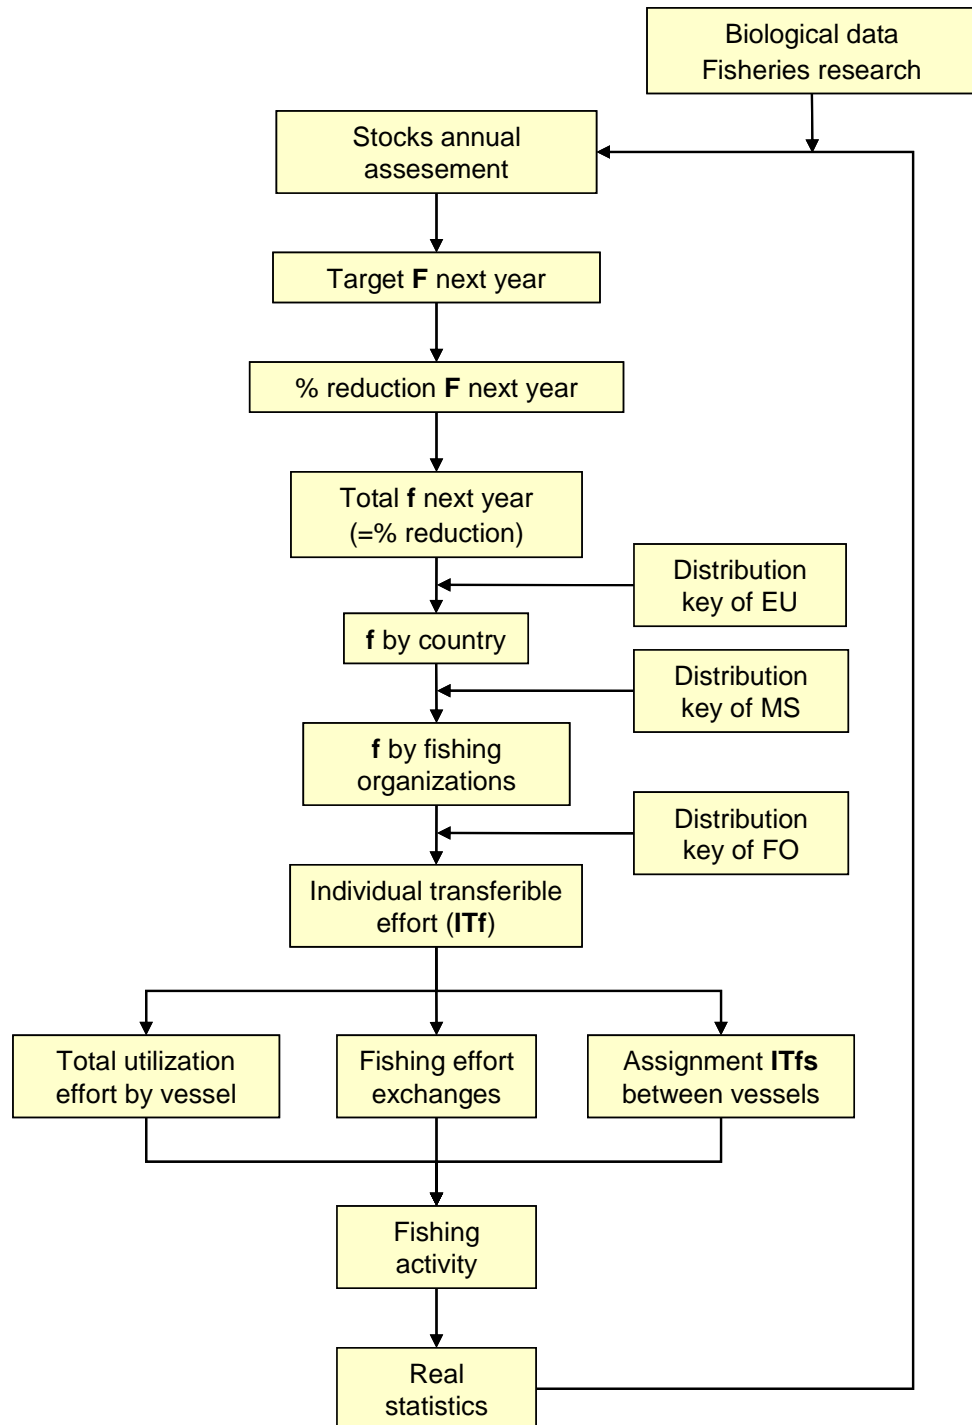 Biological data
Fisheries research
Stocks annual
assesement
Target F next year
% reduction F next year
Total f next year
(=% reduction)
Distribution
key of EU
f by country
Distribution
key of MS
f by fishing
organizations
Distribution
key of FO
Individual transferible
effort (ITf)
Total utilization
effort by vessel
Fishing effort
exchanges
Assignment ITfs
between vessels
Fishing
activity
Real
statistics